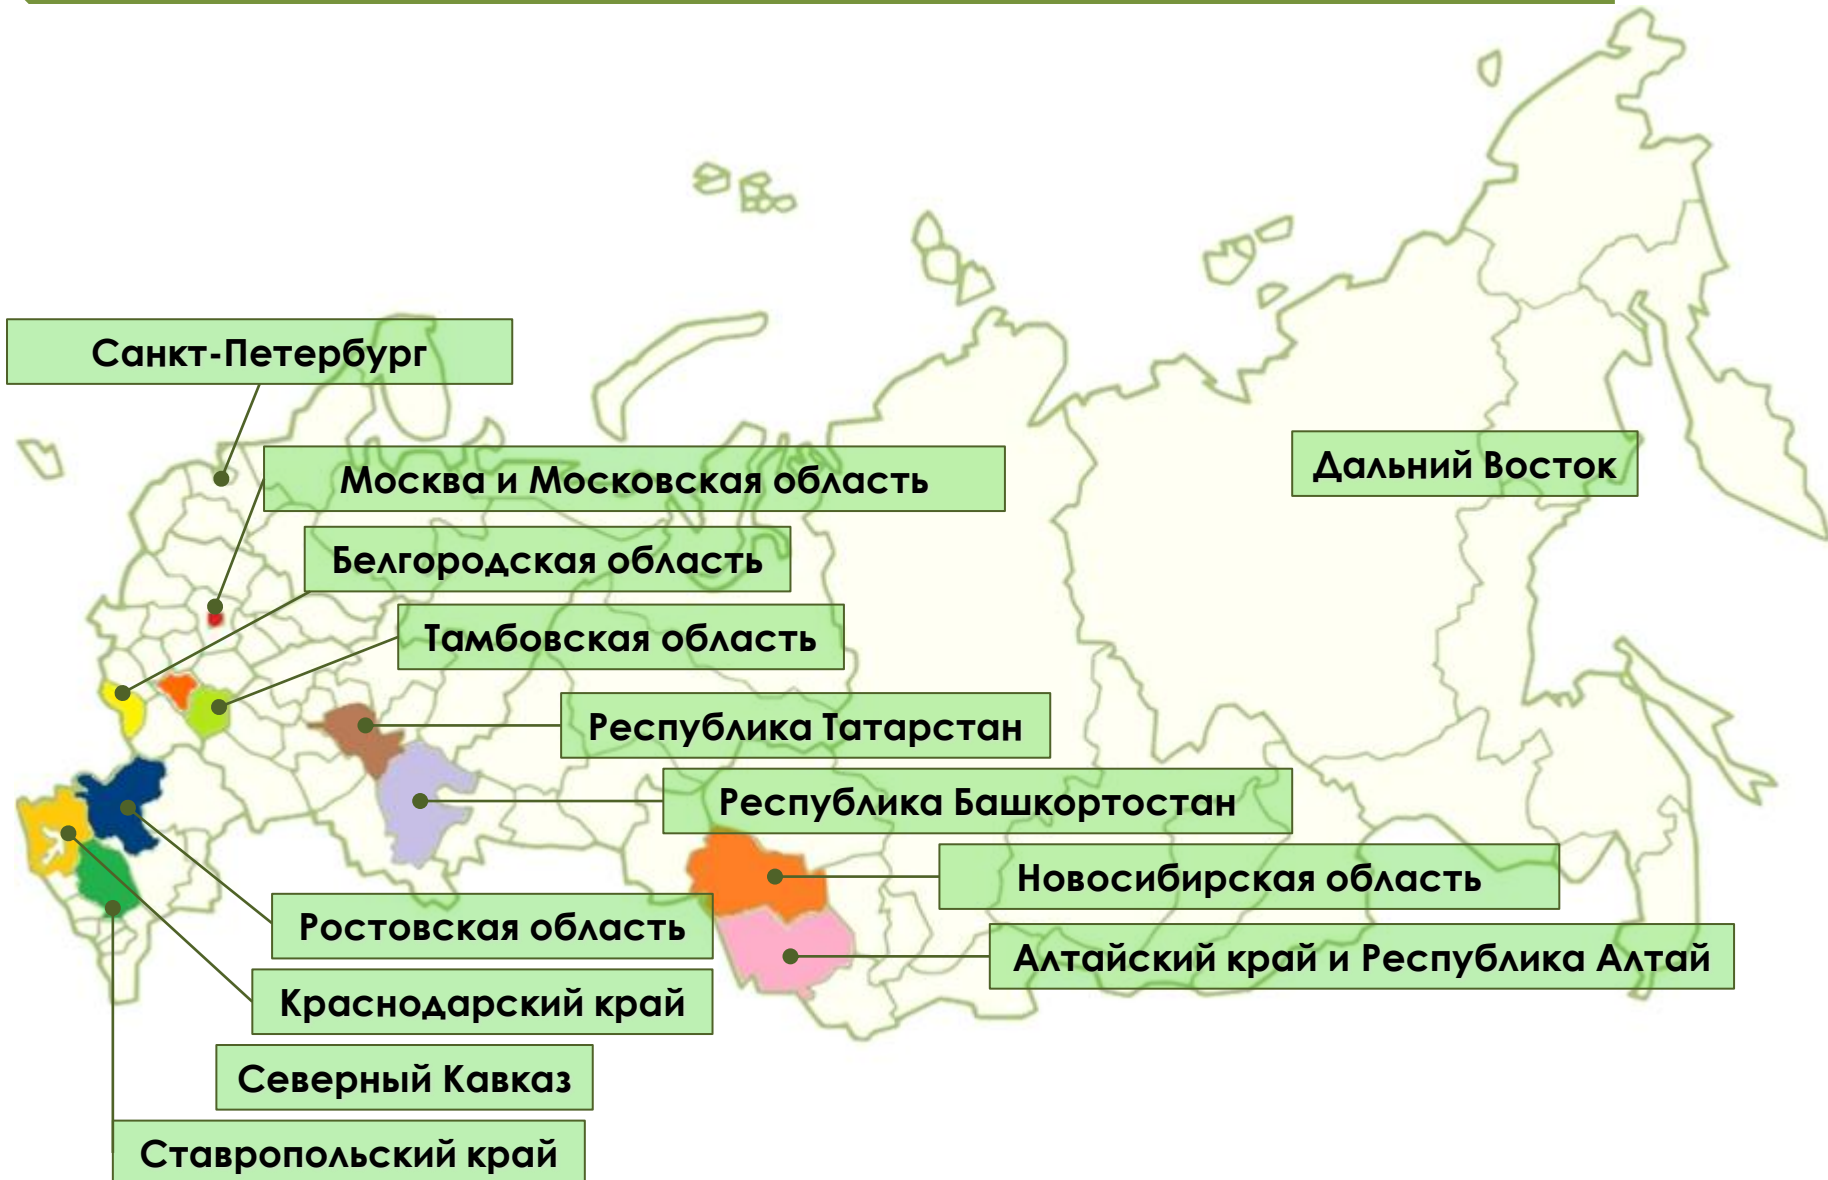 Санкт-Петербург
Москва и Московская область
Дальний Восток
Белгородская область
Тамбовская область
Республика Татарстан
Республика Башкортостан
Новосибирская область
Ростовская область
Алтайский край и Республика Алтай
Краснодарский край
Северный Кавказ
Ставропольский край